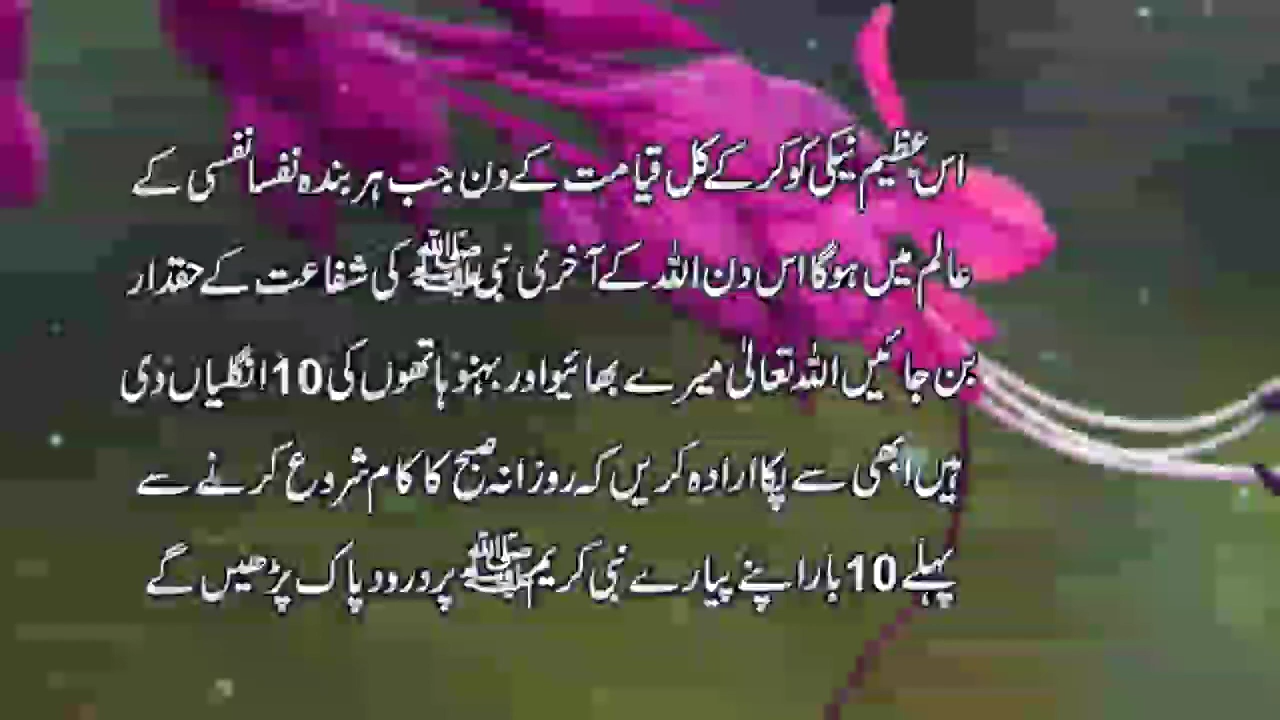 اس عظیم نیکی کو کر کے کل قیامت کے دن جب ہر بندہ نفسا نفسی کے
عالم میں ہوگا اس دن اللہ کے آخری نبی ﷺ کی شفاعت کے حقدار
بن جائیں اللہ تعالٰی میرے بھائیو اور بہنو ہاتھوں کی 10 انگلیاں دی
ہیں ابھی سے پکا ارادہ کریں کہ روزانہ صبح کا کام شروع کرنے سے
پہلے 10 بار اپنے پیارے نبی کریم ﷺ پر درود پاک پڑھیں گے